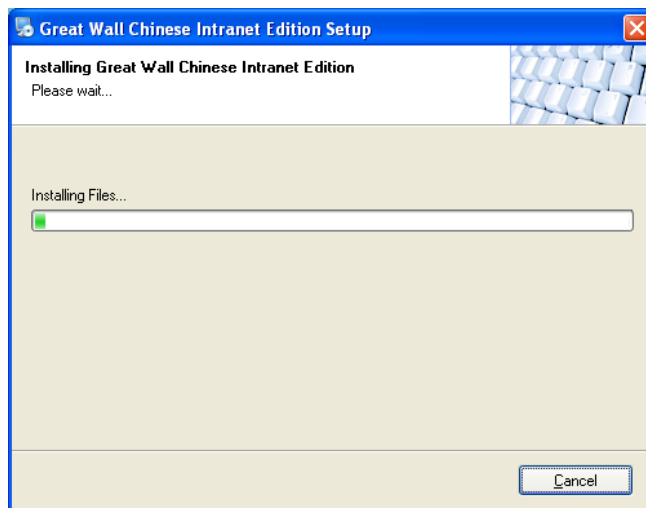 Great Wall Chinese Intranet Edition Setup
Installing Great Wall Chinese Intranet Edition
Please wait...
Installing Files...
Cancel